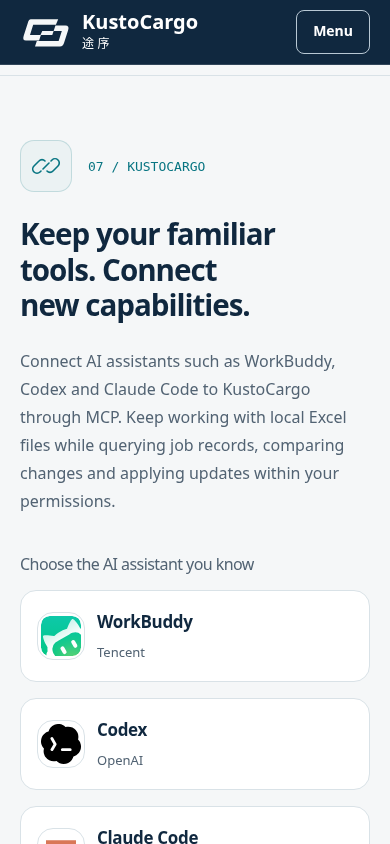 KustoCargo
途序
Menu
07 / KUSTOCARGO
Keep your familiar
tools. Connect
new capabilities.
Connect AI assistants such as WorkBuddy,
Codex and Claude Code to KustoCargo
through MCP. Keep working with local Excel
files while querying job records, comparing
changes and applying updates within your
permissions.
Choose the AI assistant you know
WorkBuddy
Tencent
Codex
OpenAI
Claude Code